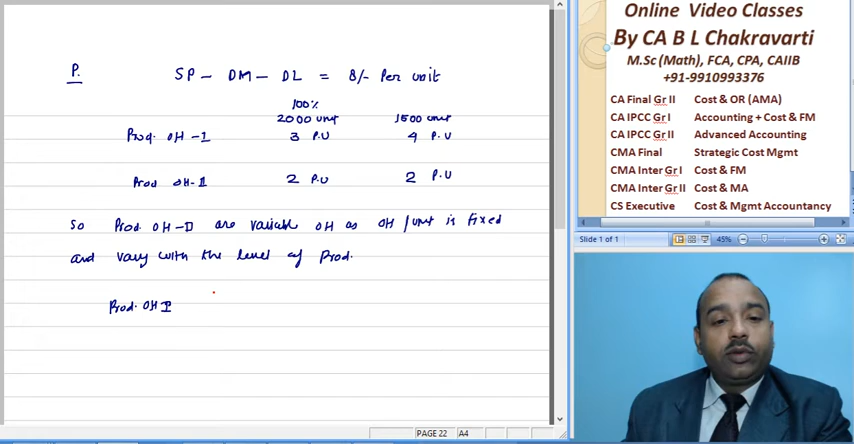 P. SP - DM - DL = 8/- Per unit
100%
2000 unit 1500 unit
Prod. OH -I 3 P.U 4 P.U
Prod OH-II 2 P.U 2 P.U
So Prod. OH-II are variable OH as OH /unit is fixed
and vary with the level of Prod.
Prod. OH I
PAGE 22 A4
Online Video Classes
By CA B L Chakravarti
M.Sc (Math), FCA, CPA, CAIIB
+91-9910993376
CA Final Gr II Cost & OR (AMA)
CA IPCC Gr I Accounting + Cost & FM
CA IPCC Gr II Advanced Accounting
CMA Final Strategic Cost Mgmt
CMA Inter Gr I Cost & FM
CMA Inter Gr II Cost & MA
CS Executive Cost & Mgmt Accountancy
Slide 1 of 1 45%